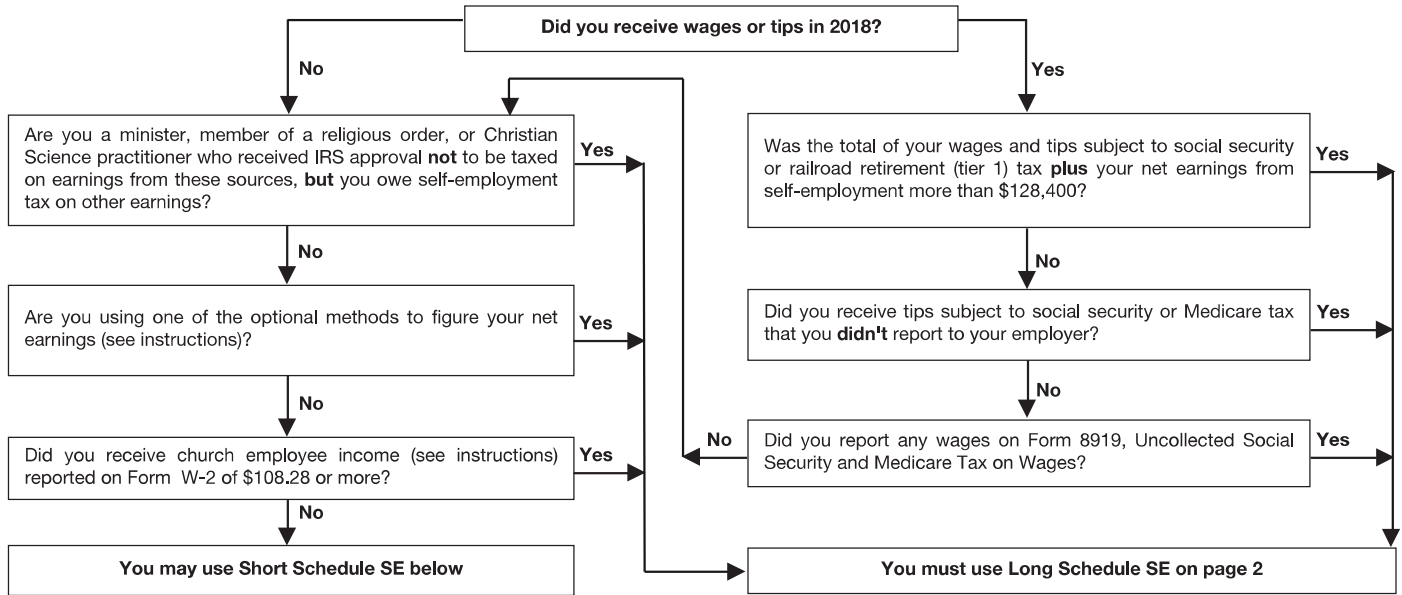 Did you receive wages or tips in 2018?
No
Yes
Are you a minister, member of a religious order, or Christian
Science practitioner who received IRS approval not to be taxed
on earnings from these sources, but you owe self-employment
tax on other earnings?
Yes
Was the total of your wages and tips subject to social security
or railroad retirement (tier 1) tax plus your net earnings from
self-employment more than $128,400?
Yes
No
No
Are you using one of the optional methods to figure your net
earnings (see instructions)?
Yes
Did you receive tips subject to social security or Medicare tax
that you didn't report to your employer?
Yes
No
No
Did you receive church employee income (see instructions)
reported on Form W-2 of $108.28 or more?
Yes
No
Did you report any wages on Form 8919, Uncollected Social
Security and Medicare Tax on Wages?
Yes
No
You may use Short Schedule SE below
You must use Long Schedule SE on page 2